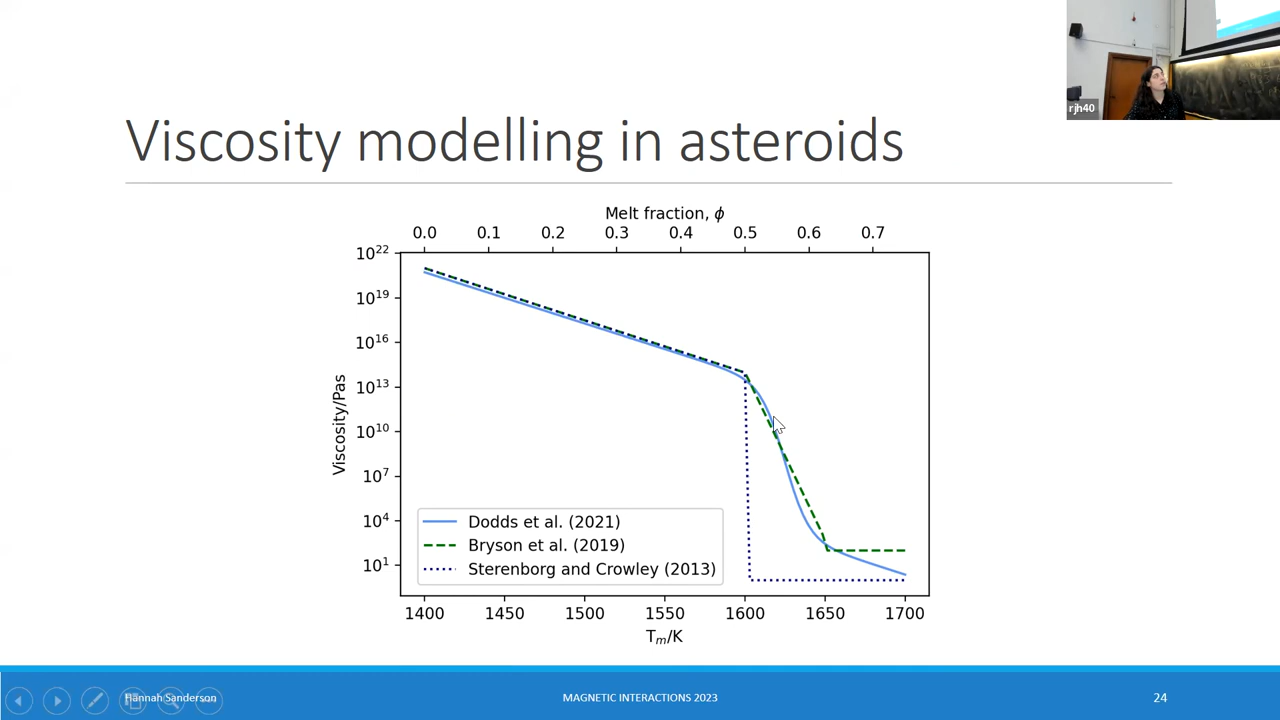 rjh40
Viscosity modelling in asteroids
Melt fraction, ϕ
0.0 0.1 0.2 0.3 0.4 0.5 0.6 0.7
Viscosity/Pas
10²²
10¹⁹
10¹⁶
10¹³
10¹⁰
10⁷
10⁴
10¹
Dodds et al. (2021)
Bryson et al. (2019)
Sterenborg and Crowley (2013)
1400 1450 1500 1550 1600 1650 1700
Tₘ/K
Hannah Sanderson
MAGNETIC INTERACTIONS 2023
24